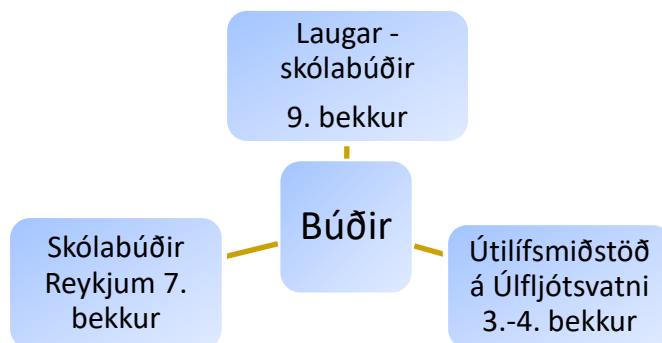 Laugar -
skólabúðir
9. bekkur
Búðir
Skólabúðir
Reykjum 7.
bekkur
Útilífsmiðstöð
á Úlfljótsvatni
3.-4. bekkur